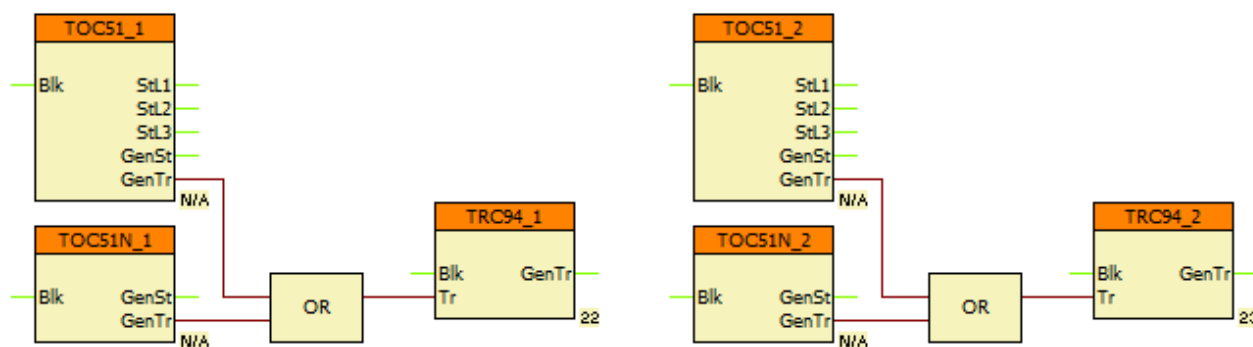 TOC51_1
Blk StL1
StL2
StL3
GenSt
GenTr
N/A
TOC51N_1
Blk GenSt
GenTr
N/A
OR
TRC94_1
Blk GenTr
Tr
22
TOC51_2
Blk StL1
StL2
StL3
GenSt
GenTr
N/A
TOC51N_2
Blk GenSt
GenTr
N/A
OR
TRC94_2
Blk GenTr
Tr
23